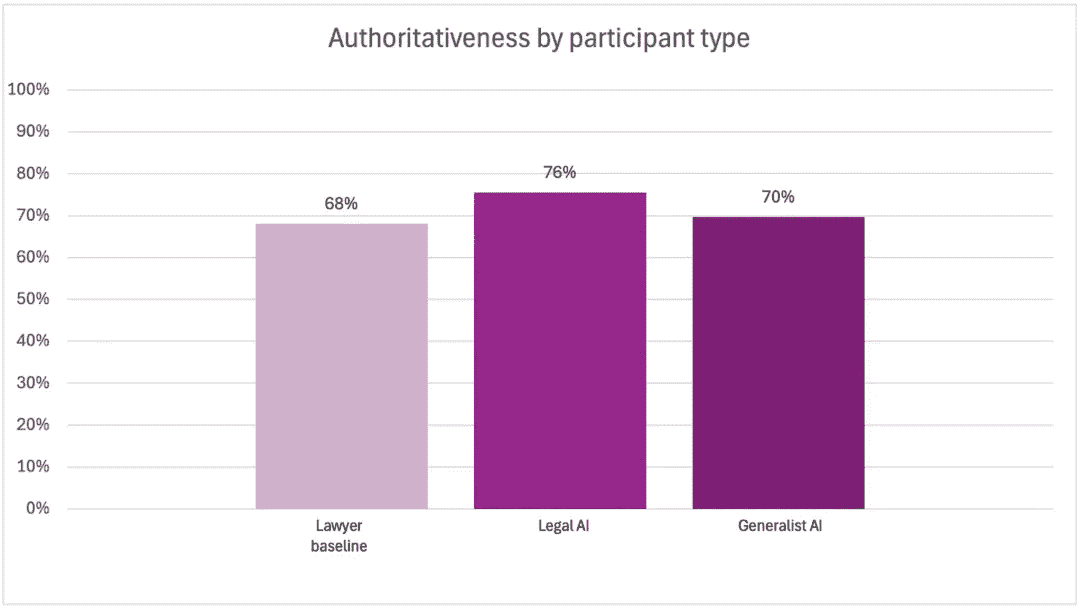 Authoritativeness by participant type
100%
90%
80%
70%
60%
50%
40%
30%
20%
10%
0%
68%
76%
70%
Lawyer
baseline
Legal AI
Generalist AI